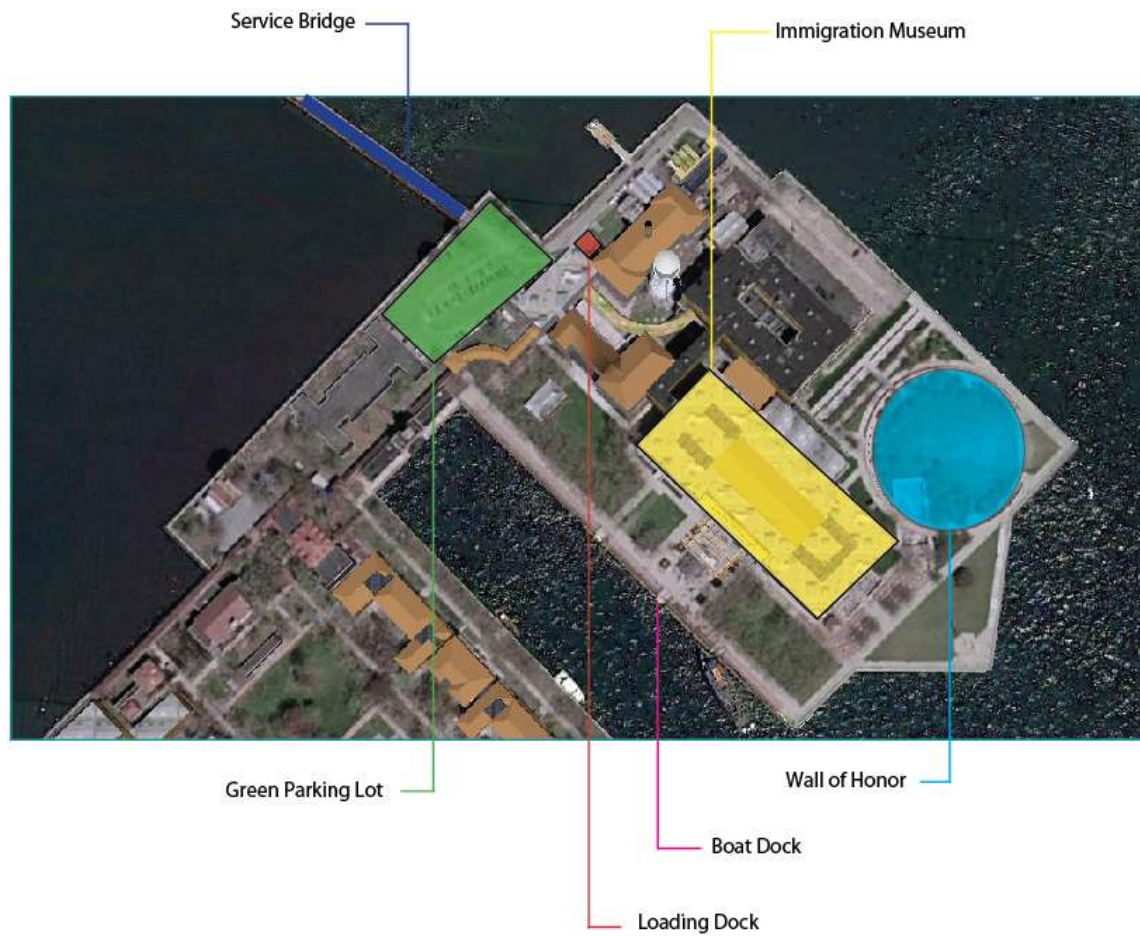 Service Bridge
Immigration Museum
Green Parking Lot
Wall of Honor
Boat Dock
Loading Dock